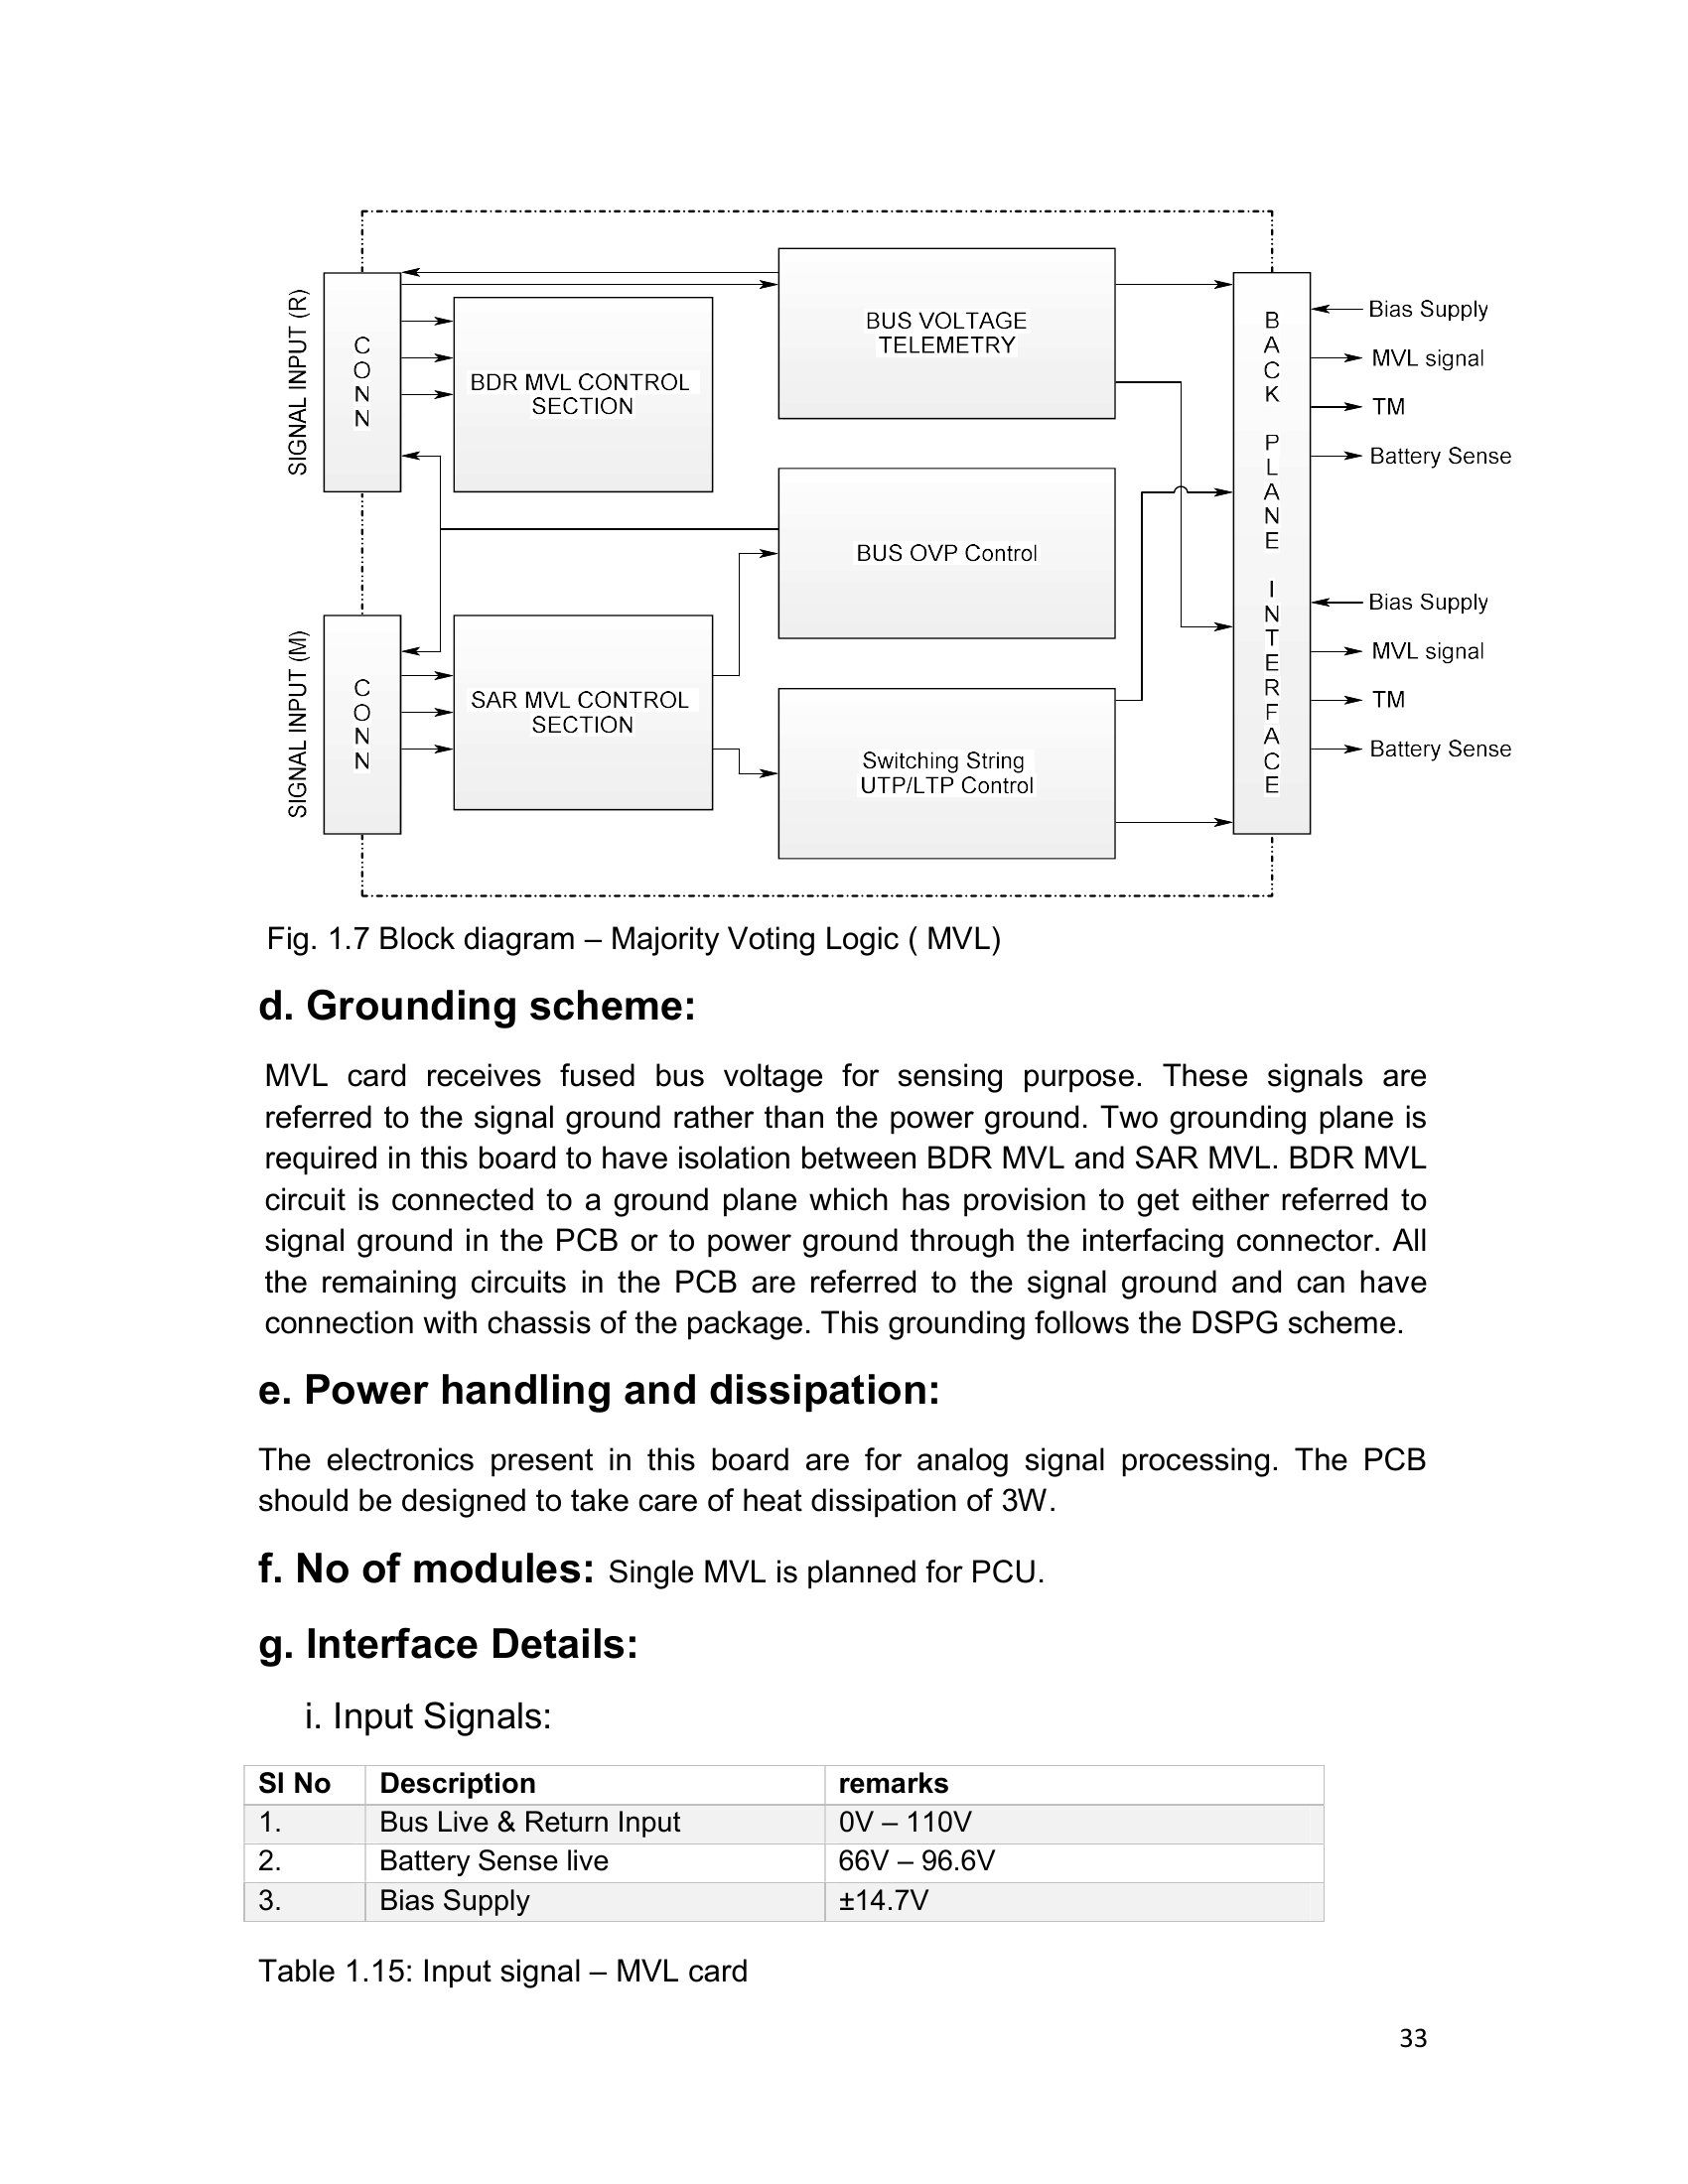 SIGNAL INPUT (R)
CONN
BDR MVL CONTROL
SECTION
BUS VOLTAGE
TELEMETRY
BACK PLANE INTERFACE
Bias Supply
MVL signal
TM
Battery Sense
BUS OVP Control
SIGNAL INPUT (M)
CONN
SAR MVL CONTROL
SECTION
Switching String
UTP/LTP Control
Bias Supply
MVL signal
TM
Battery Sense
Fig. 1.7 Block diagram – Majority Voting Logic ( MVL)
d. Grounding scheme:
MVL card receives fused bus voltage for sensing purpose. These signals are
referred to the signal ground rather than the power ground. Two grounding plane is
required in this board to have isolation between BDR MVL and SAR MVL. BDR MVL
circuit is connected to a ground plane which has provision to get either referred to
signal ground in the PCB or to power ground through the interfacing connector. All
the remaining circuits in the PCB are referred to the signal ground and can have
connection with chassis of the package. This grounding follows the DSPG scheme.
e. Power handling and dissipation:
The electronics present in this board are for analog signal processing. The PCB
should be designed to take care of heat dissipation of 3W.
f. No of modules: Single MVL is planned for PCU.
g. Interface Details:
i. Input Signals:
Sl No Description remarks
1. Bus Live & Return Input 0V – 110V
2. Battery Sense live 66V – 96.6V
3. Bias Supply ±14.7V
Table 1.15: Input signal – MVL card
33